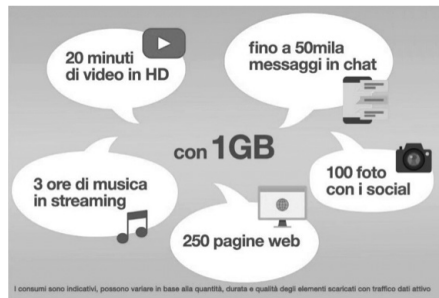 20 minuti
di video in HD
fino a 50mila
messaggi in chat
con 1GB
3 ore di musica
in streaming
100 foto
con i social
250 pagine web
I consumi sono indicativi, possono variare in base alla quantità, durata e qualità degli elementi scaricati con traffico dati attivo